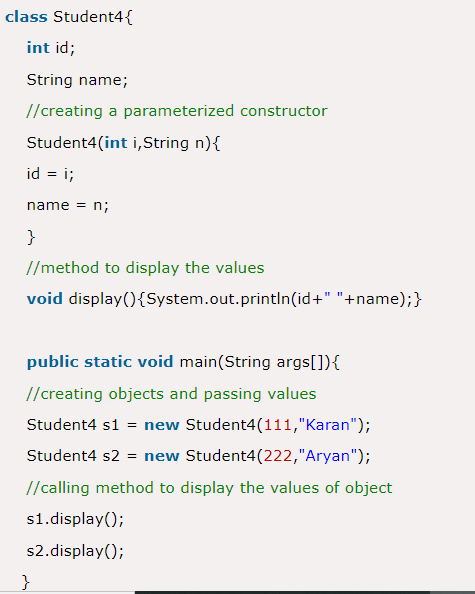 class Student4{
int id;
String name;
//creating a parameterized constructor
Student4(int i,String n){
id = i;
name = n;
}
//method to display the values
void display(){System.out.println(id+" "+name);}
public static void main(String args[]){
//creating objects and passing values
Student4 s1 = new Student4(111,"Karan");
Student4 s2 = new Student4(222,"Aryan");
//calling method to display the values of object
s1.display();
s2.display();
}